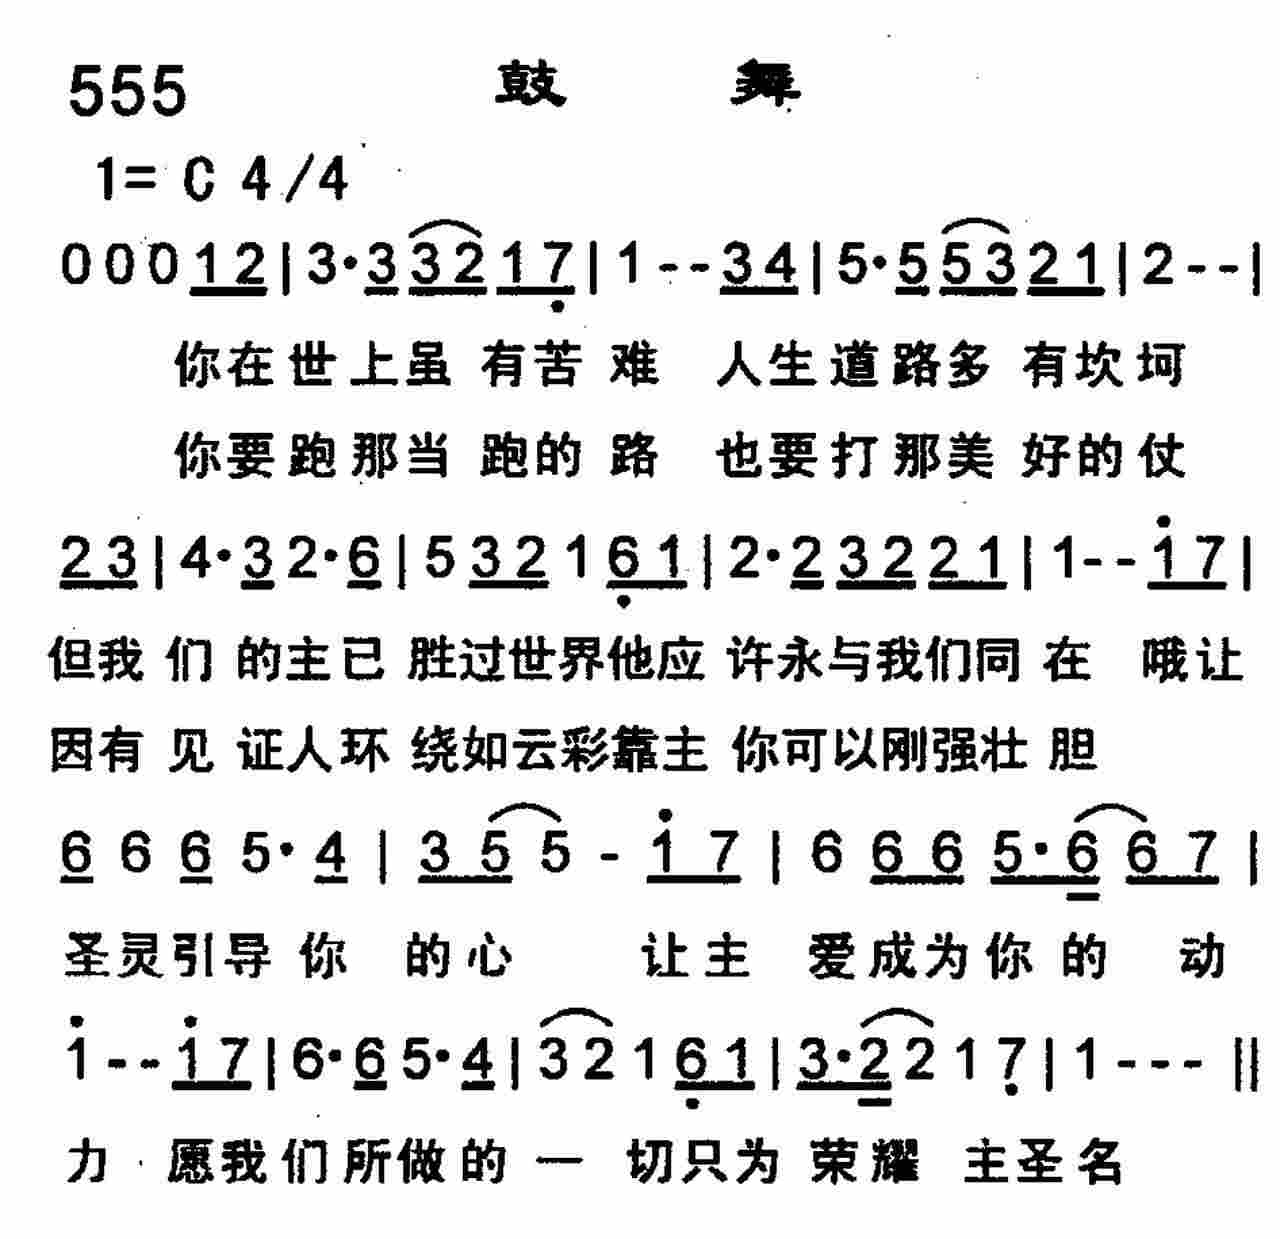 555 鼓 舞
1= C 4/4
0 0 0 1 2 | 3· 3 3 2 1 7 | 1 - - 3 4 | 5· 5 5 3 2 1 | 2 - - |
你在世上虽有苦难 人生道路多有坎坷
你要跑那当跑的路 也要打那美好的仗
2 3 | 4· 3 2· 6 | 5 3 2 1 6 1 | 2· 2 3 2 2 1 | 1 - - 1 7 |
但我们的主已胜过世界他应许永与我们同在 哦让
因有见证人环绕如云彩靠主你可以刚强壮胆
6 6 6 5· 4 | 3 5 5 - 1 7 | 6 6 6 5· 6 6 7 |
圣灵引导你的心 让主爱成为你的动
1 - - 1 7 | 6· 6 5· 4 | 3 2 1 6 1 | 3· 2 2 1 7 | 1 - - - ||
力 愿我们所做的一切只为荣耀主圣名